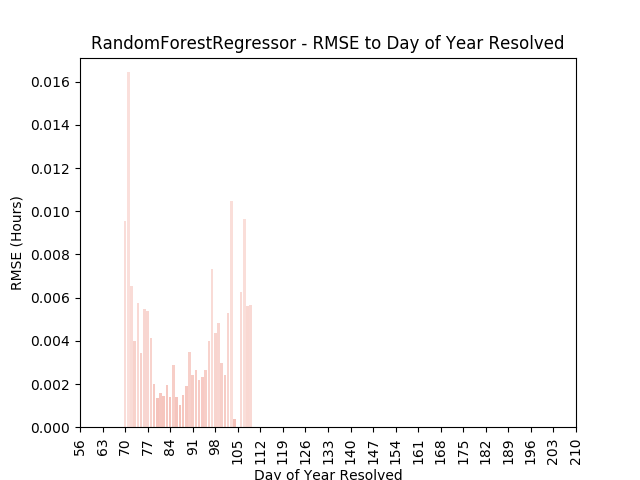 RandomForestRegressor - RMSE to Day of Year Resolved
0.016
0.014
0.012
0.010
0.008
0.006
0.004
0.002
0.000
RMSE (Hours)
56 63 70 77 84 91 98 105 112 119 126 133 140 147 154 161 168 175 182 189 196 203 210
Day of Year Resolved